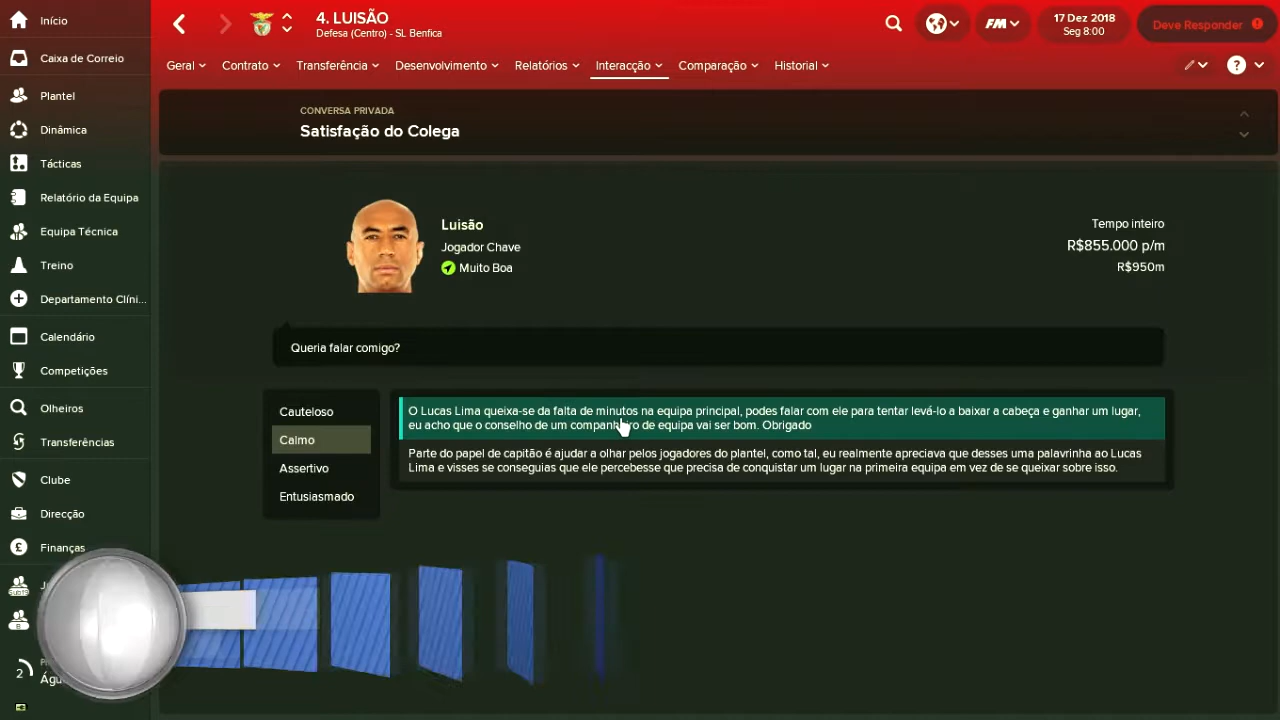 Início
Caixa de Correio
Plantel
Dinâmica
Tácticas
Relatório da Equipa
Equipa Técnica
Treino
Departamento Clíni...
Calendário
Competições
Olheiros
Transferências
Clube
Direcção
Finanças
2
4. LUISÃO
Defesa (Centro) - SL Benfica
FM
17 Dez 2018
Seg 8:00
Deve Responder
Geral
Contrato
Transferência
Desenvolvimento
Relatórios
Interacção
Comparação
Historial
?
CONVERSA PRIVADA
Satisfação do Colega
Luisão
Jogador Chave
Muito Boa
Tempo inteiro
R$855.000 p/m
R$950m
Queria falar comigo?
Cauteloso
Calmo
Assertivo
Entusiasmado
O Lucas Lima queixa-se da falta de minutos na equipa principal, podes falar com ele para tentar levá-lo a baixar a cabeça e ganhar um lugar,
eu acho que o conselho de um companheiro de equipa vai ser bom. Obrigado
Parte do papel de capitão é ajudar a olhar pelos jogadores do plantel, como tal, eu realmente apreciava que desses uma palavrinha ao Lucas
Lima e visses se conseguias que ele percebesse que precisa de conquistar um lugar na primeira equipa em vez de se queixar sobre isso.